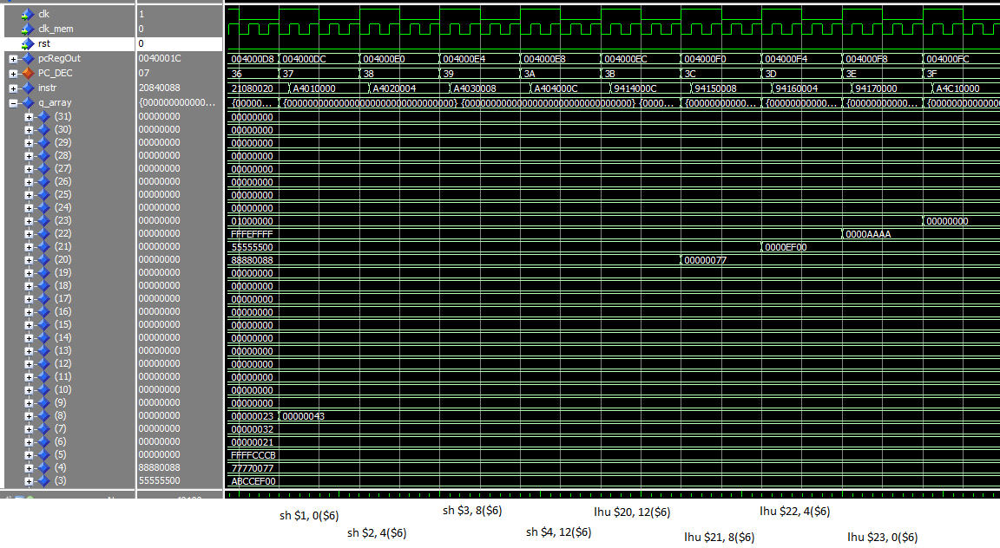 clk 1
clk_mem 0
rst 0
pcRegOut 0040001C 004000D8 004000DC 004000E0 004000E4 004000E8 004000EC 004000F0 004000F4 004000F8 004000FC
PC_DEC 07 36 37 38 39 3A 3B 3C 3D 3E 3F
instr 20840088 21080020 A4010000 A4020004 A4030008 A404000C 9414000C 94150008 94160004 94170000 A4C10000
q_array {000000000000... {00000... {00000000000000000000000000000000} {00000000000000000000000000000000} {0000... {000000000000... {000000000000... {000000000000... {000000000000
(31) 00000000 00000000
(30) 00000000 00000000
(29) 00000000 00000000
(28) 00000000 00000000
(27) 00000000 00000000
(26) 00000000 00000000
(25) 00000000 00000000
(24) 00000000 00000000
(23) 00000000 01000000 00000000
(22) 00000000 FFFEFFFF 0000AAAA
(21) 00000000 55555500 0000EF00
(20) 00000000 88880088 00000077
(19) 00000000 00000000
(18) 00000000 00000000
(17) 00000000 00000000
(16) 00000000 00000000
(15) 00000000 00000000
(14) 00000000 00000000
(13) 00000000 00000000
(12) 00000000 00000000
(11) 00000000 00000000
(10) 00000000 00000000
(9) 00000000 00000000
(8) 00000000 00000023 00000043
(7) 00000000 00000032
(6) 00000000 00000021
(5) 00000000 FFFFCCCB
(4) 88880088 77770077
(3) 55555500 ABCCEF00
sh $1, 0($6)
sh $2, 4($6)
sh $3, 8($6)
sh $4, 12($6)
lhu $20, 12($6)
lhu $21, 8($6)
lhu $22, 4($6)
lhu $23, 0($6)